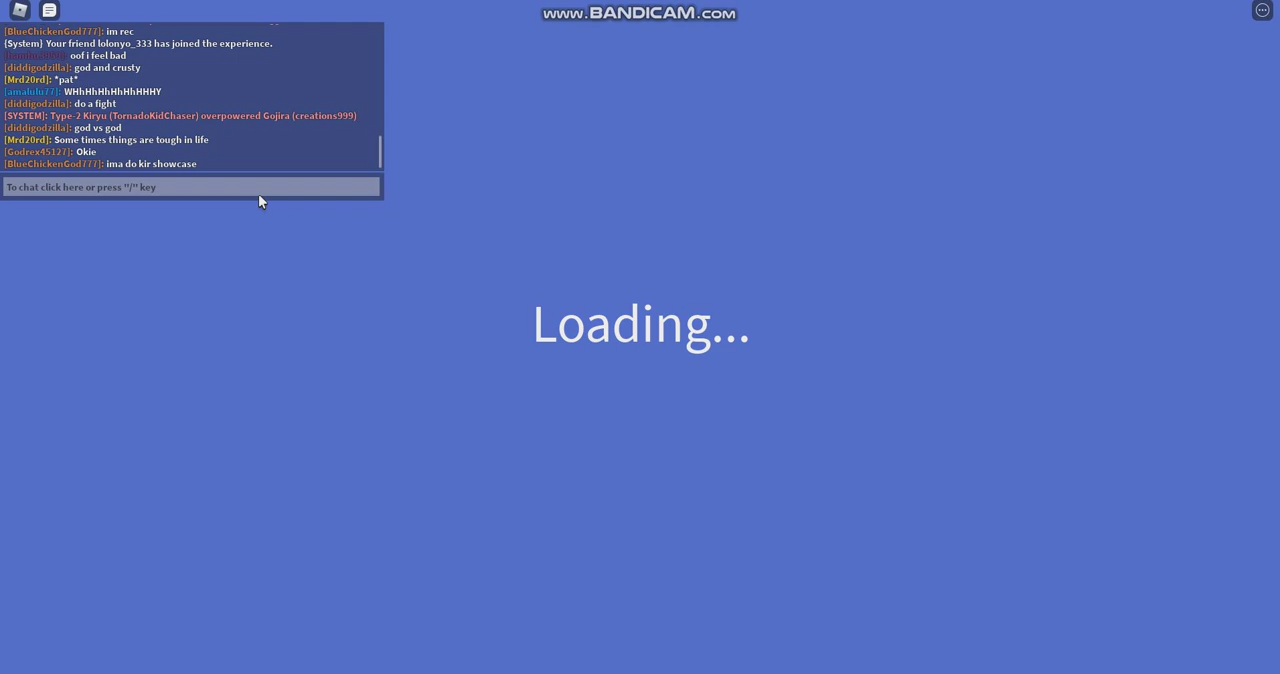 www.BANDICAM.com
[BlueChickenGod777]: im rec
{System} Your friend lolonyo_333 has joined the experience.
oof i feel bad
[diddigodzilla]: god and crusty
[Mrd20rd]: *pat*
[amalulu77]: WHhHhHhHhHhHHHY
[diddigodzilla]: do a fight
[SYSTEM]: Type-2 Kiryu (TornadoKidChaser) overpowered Gojira (creations999)
[diddigodzilla]: god vs god
[Mrd20rd]: Some times things are tough in life
[Godrex45127]: Okie
[BlueChickenGod777]: ima do kir showcase
To chat click here or press "/" key
Loading...